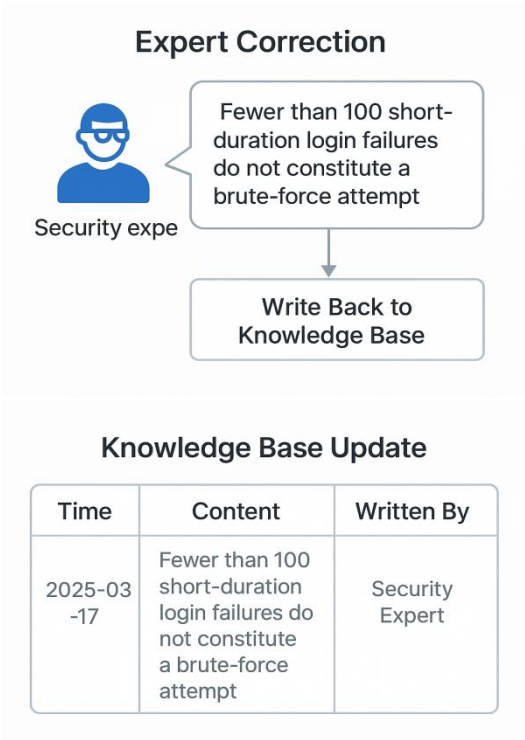 Expert Correction
Fewer than 100 short-
duration login failures
do not constitute a
brute-force attempt
Security expe
Write Back to
Knowledge Base
Knowledge Base Update
Time
Content
Written By
2025-03
-17
Fewer than 100
short-duration
login failures do
not constitute
a brute-force
attempt
Security
Expert